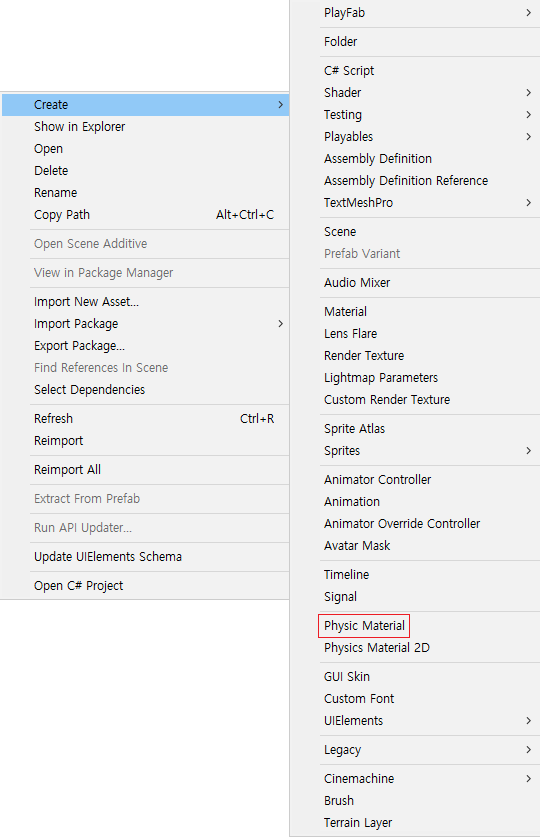 Create
Show in Explorer
Open
Delete
Rename
Copy Path Alt+Ctrl+C
Open Scene Additive
View in Package Manager
Import New Asset...
Import Package
Export Package...
Find References In Scene
Select Dependencies
Refresh Ctrl+R
Reimport
Reimport All
Extract From Prefab
Run API Updater...
Update UIElements Schema
Open C# Project
PlayFab
Folder
C# Script
Shader
Testing
Playables
Assembly Definition
Assembly Definition Reference
TextMeshPro
Scene
Prefab Variant
Audio Mixer
Material
Lens Flare
Render Texture
Lightmap Parameters
Custom Render Texture
Sprite Atlas
Sprites
Animator Controller
Animation
Animator Override Controller
Avatar Mask
Timeline
Signal
Physic Material
Physics Material 2D
GUI Skin
Custom Font
UIElements
Legacy
Cinemachine
Brush
Terrain Layer